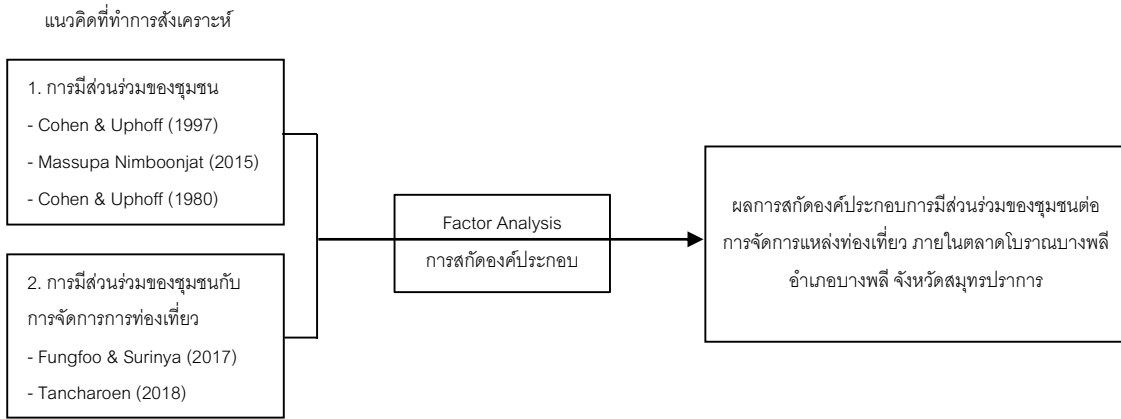 แนวคิดที่ทำการสังเคราะห์
1. การมีส่วนร่วมของชุมชน
- Cohen & Uphoff (1997)
- Massupa Nimboonjat (2015)
- Cohen & Uphoff (1980)
2. การมีส่วนร่วมของชุมชนกับ
การจัดการการท่องเที่ยว
- Fungfoo & Surinya (2017)
- Tancharoen (2018)
Factor Analysis
การสกัดองค์ประกอบ
ผลการสกัดองค์ประกอบการมีส่วนร่วมของชุมชนต่อ
การจัดการแหล่งท่องเที่ยว ภายในตลาดโบราณบางพลี
อำเภอบางพลี จังหวัดสมุทรปราการ